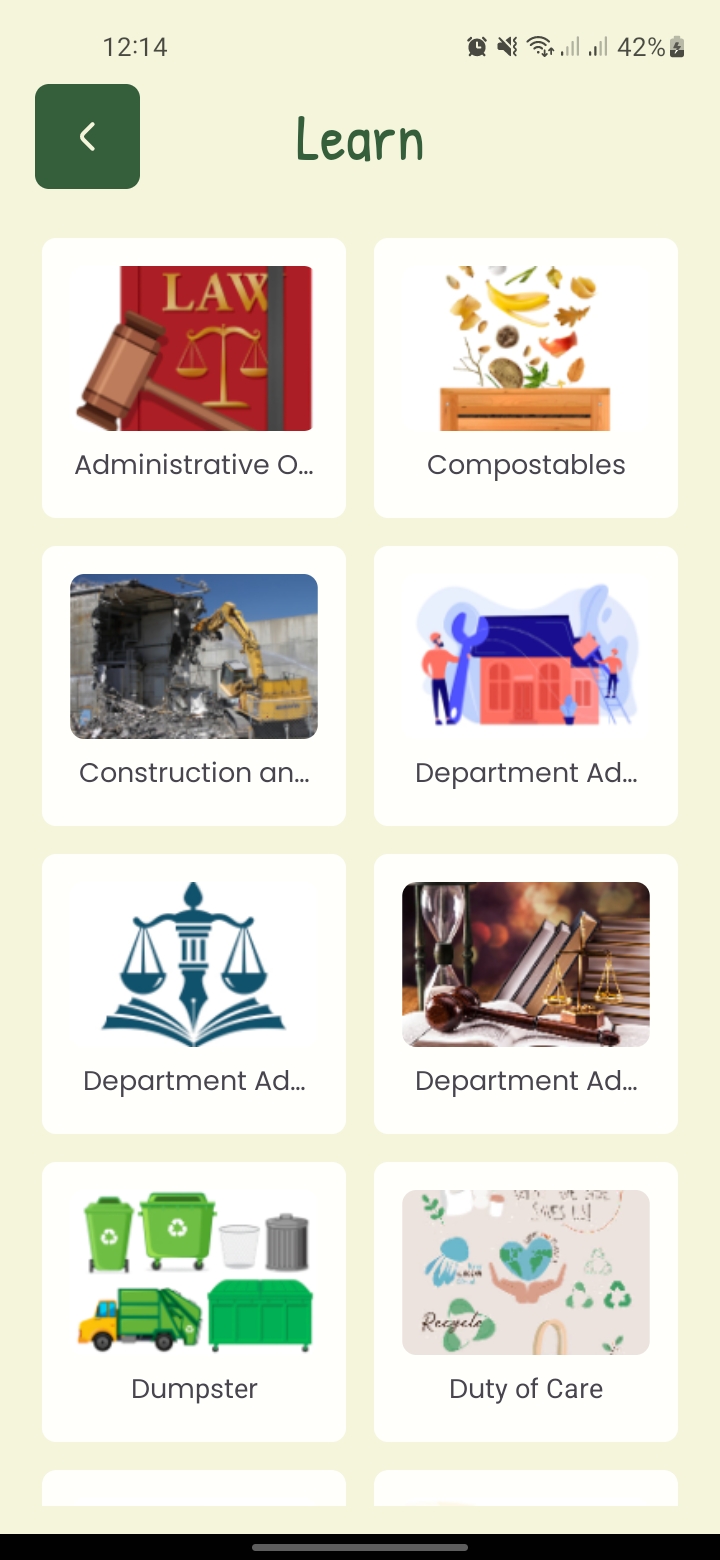 12:14
42%
Learn
LAW
Administrative O...
Compostables
Construction an...
Department Ad...
Department Ad...
Department Ad...
Recycle
Dumpster
Duty of Care